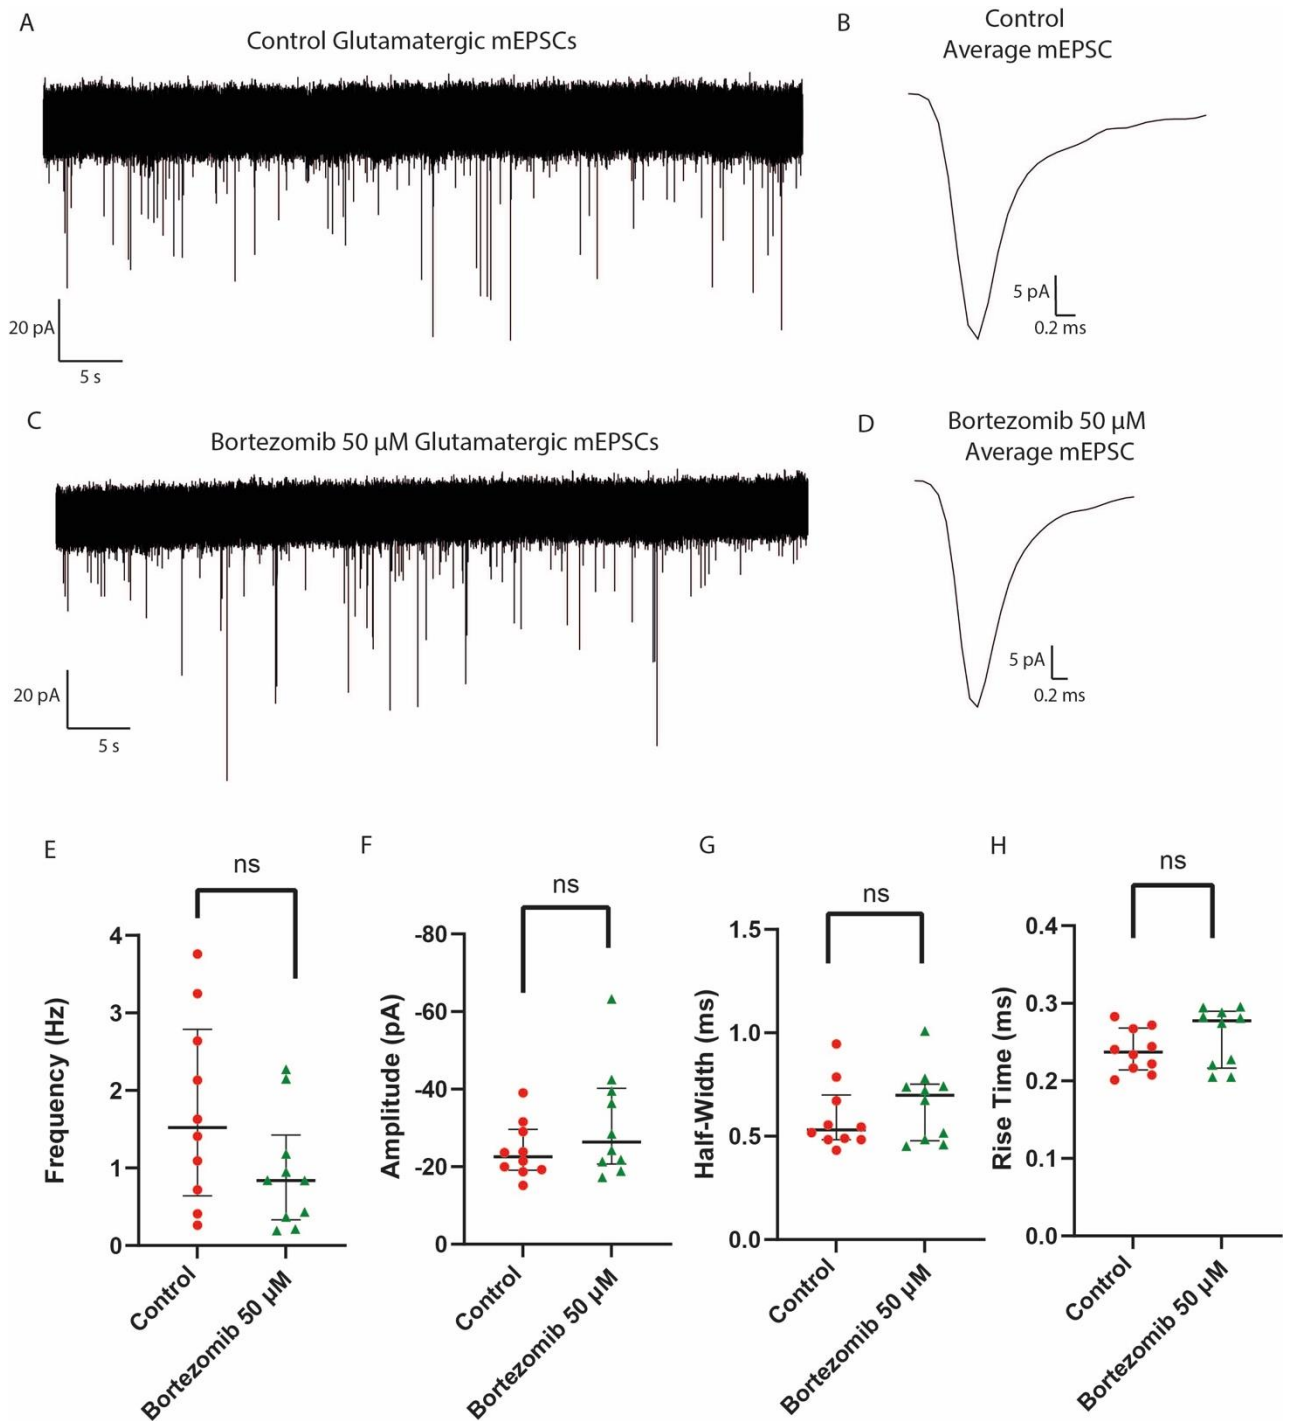 A
Control Glutamatergic mEPSCs
20 pA
5 s
B
Control
Average mEPSC
5 pA
0.2 ms
C
Bortezomib 50 µM Glutamatergic mEPSCs
20 pA
5 s
D
Bortezomib 50 µM
Average mEPSC
5 pA
0.2 ms
E
ns
Frequency (Hz)
4
3
2
1
0
Control
Bortezomib 50 µM
F
ns
Amplitude (pA)
-80
-60
-40
-20
0
Control
Bortezomib 50 µM
G
ns
Half-Width (ms)
1.5
1.0
0.5
0.0
Control
Bortezomib 50 µM
H
ns
Rise Time (ms)
0.4
0.3
0.2
0.1
0.0
Control
Bortezomib 50 µM